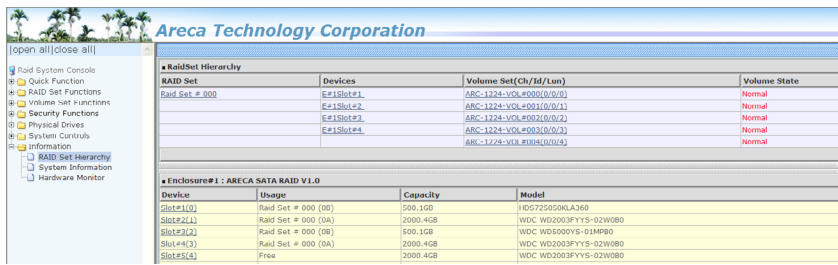 Areca Technology Corporation
|open all|close all|
Raid System Console
Quick Function
RAID Set Functions
Volume Set Functions
Security Functions
Physical Drives
System Controls
Information
RAID Set Hierarchy
System Information
Hardware Monitor
RaidSet Hierarchy
RAID Set Devices Volume Set(Ch/Id/Lun) Volume State
Raid Set # 000 E#1Slot#1 ARC-1224-VOL#000(0/0/0) Normal
E#1Slot#2 ARC-1224-VOL#001(0/0/1) Normal
E#1Slot#3 ARC-1224-VOL#002(0/0/2) Normal
E#1Slot#4 ARC-1224-VOL#003(0/0/3) Normal
ARC-1224-VOL#004(0/0/4) Normal
Enclosure#1 : ARECA SATA RAID V1.0
Device Usage Capacity Model
Slot#1(0) Raid Set # 000 (0B) 500.1GB HDS725050KLA360
Slot#2(1) Raid Set # 000 (0A) 2000.4GB WDC WD2003FYYS-02W0B0
Slot#3(2) Raid Set # 000 (0B) 500.1GB WDC WD5000YS-01MPB0
Slot#4(3) Raid Set # 000 (0A) 2000.4GB WDC WD2003FYYS-02W0B0
Slot#5(4) Free 2000.4GB WDC WD2003FYYS-02W0B0